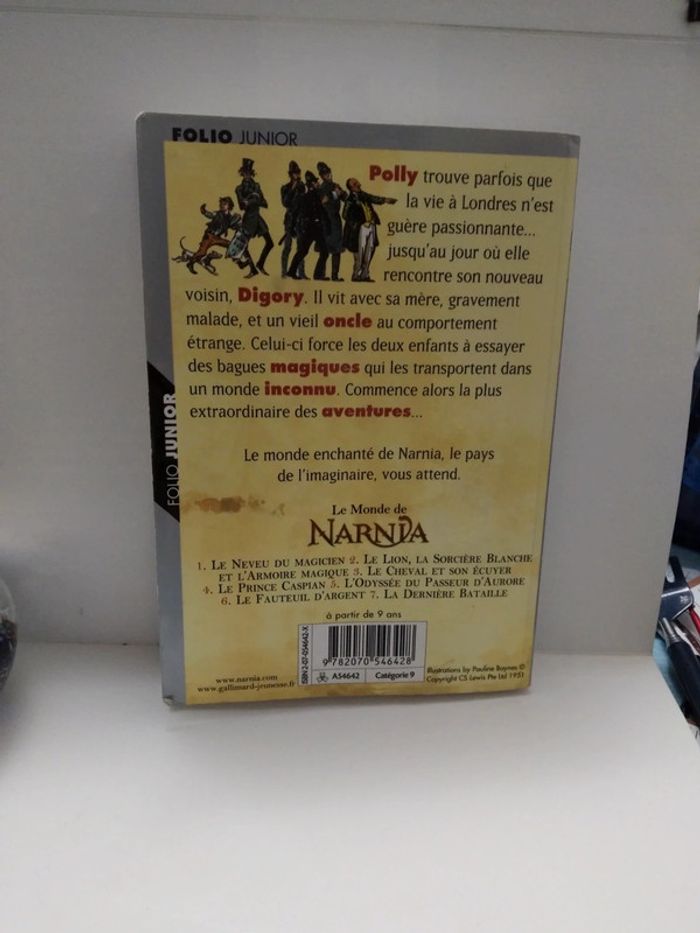 FOLIO JUNIOR
Polly trouve parfois que
la vie à Londres n'est
guère passionnante...
jusqu'au jour où elle
rencontre son nouveau
voisin, Digory. Il vit avec sa mère, gravement
malade, et un vieil oncle au comportement
étrange. Celui-ci force les deux enfants à essayer
des bagues magiques qui les transportent dans
un monde inconnu. Commence alors la plus
extraordinaire des aventures...
FOLIO JUNIOR
Le monde enchanté de Narnia, le pays
de l'imaginaire, vous attend.
Le Monde de
NARNIA
1. LE NEVEU DU MAGICIEN 2. LE LION, LA SORCIÈRE BLANCHE
ET L'ARMOIRE MAGIQUE 3. LE CHEVAL ET SON ÉCUYER
4. LE PRINCE CASPIAN 5. L'ODYSSÉE DU PASSEUR D'AURORE
6. LE FAUTEUIL D'ARGENT 7. LA DERNIÈRE BATAILLE
à partir de 9 ans
ISBN 2-07-054642-X
9 782070 546428
A54642 Catégorie 9
www.narnia.com
www.gallimard-jeunesse.fr
Illustrations by Pauline Baynes ©
Copyright CS Lewis Pte Ltd 1951